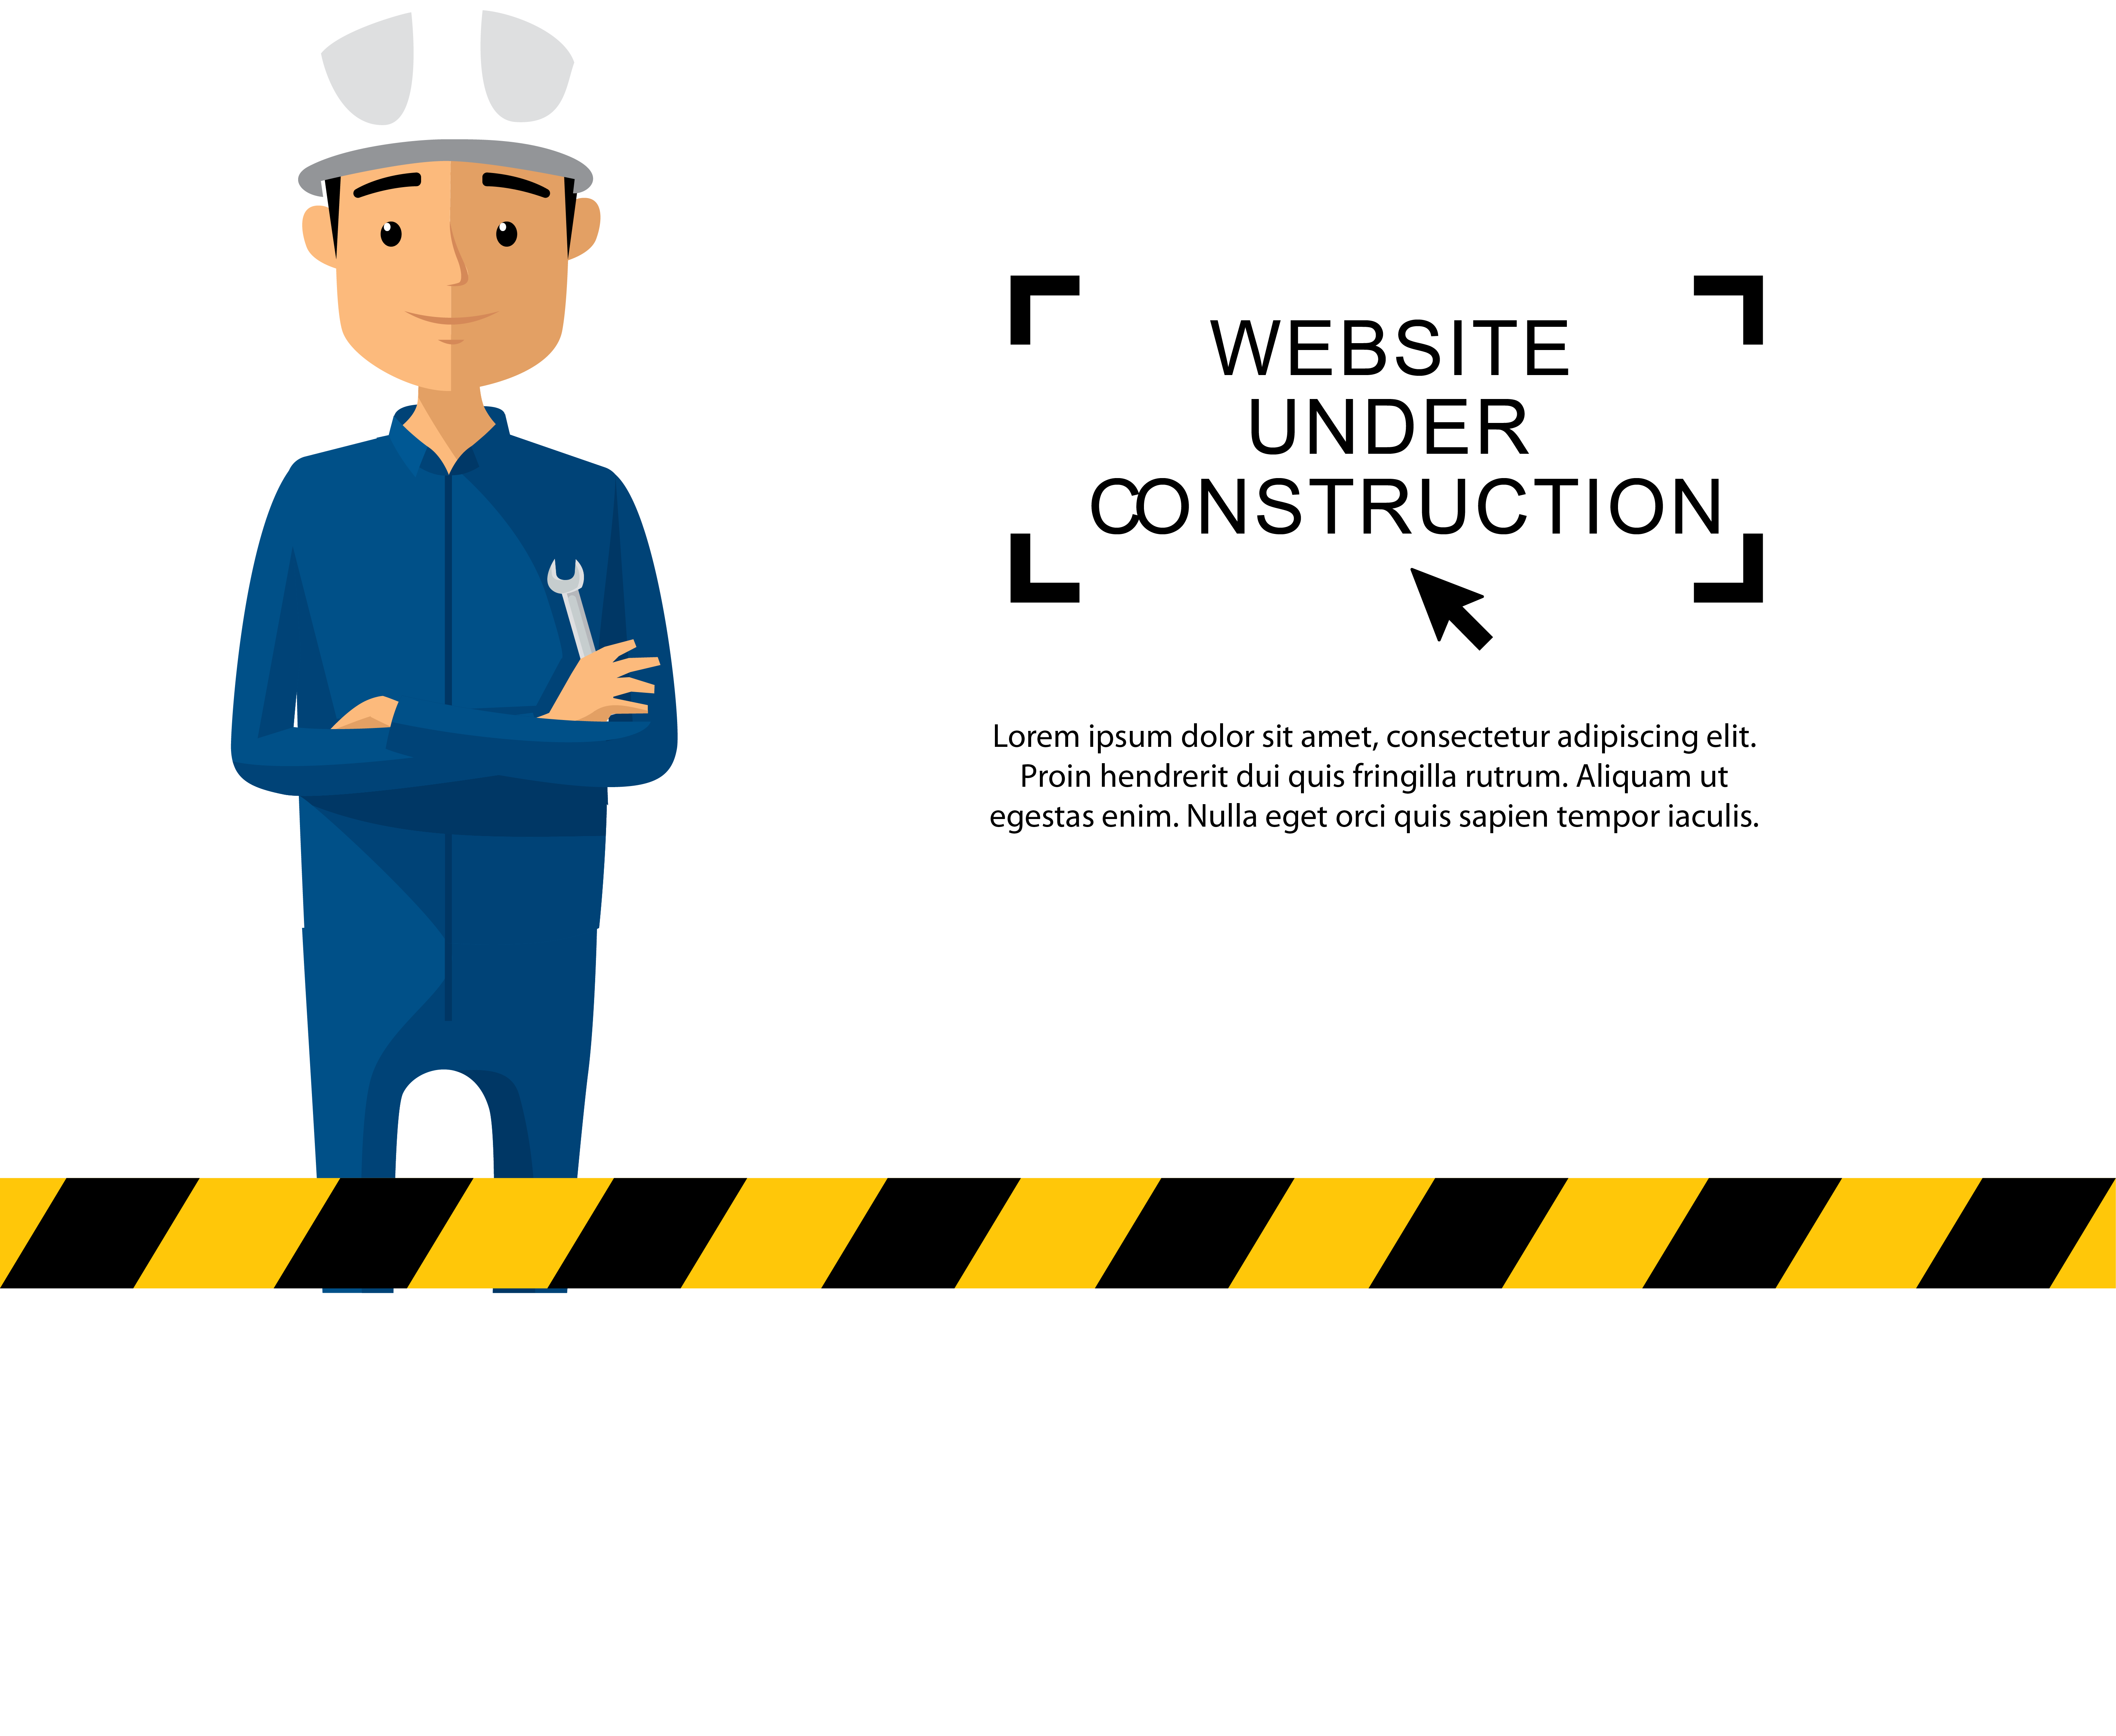 WEBSITE
UNDER
CONSTRUCTION
Lorem ipsum dolor sit amet, consectetur adipiscing elit.
Proin hendrerit dui quis fringilla rutrum. Aliquam ut
egestas enim. Nulla eget orci quis sapien tempor iaculis.